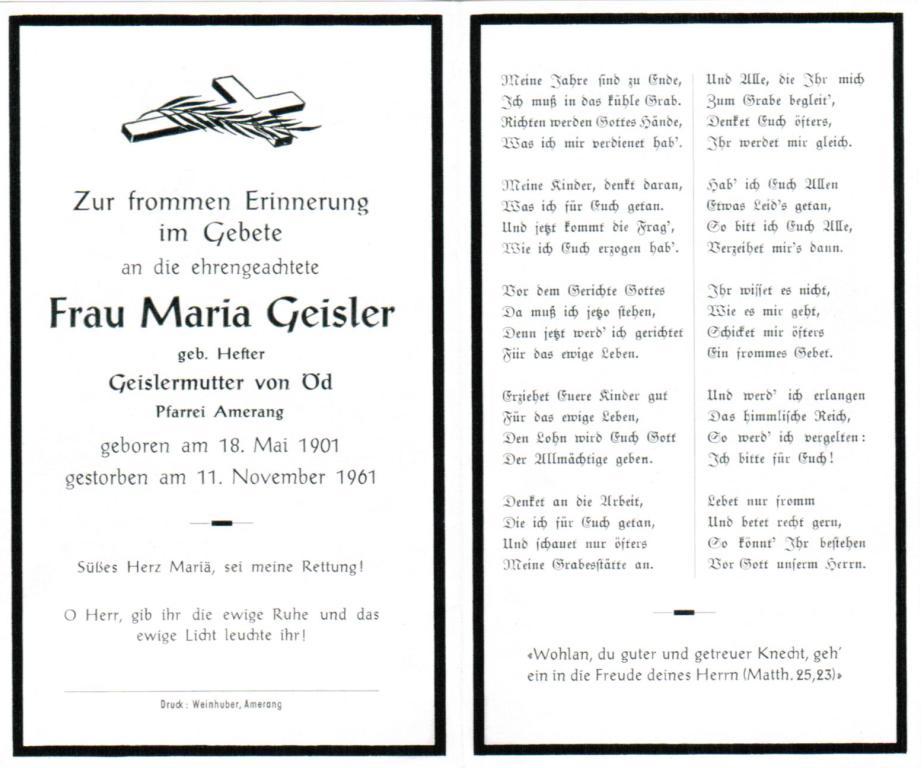 Zur frommen Erinnerung
im Gebete
an die ehrengeachtete
Frau Maria Geisler
geb. Hefter
Geislermutter von Öd
Pfarrei Amerang
geboren am 18. Mai 1901
gestorben am 11. November 1961
Süßes Herz Mariä, sei meine Rettung!
O Herr, gib ihr die ewige Ruhe und das
ewige Licht leuchte ihr!
Druck: Weinhuber, Amerang
Meine Jahre sind zu Ende,
Ich muß in das kühle Grab.
Richten werden Gottes Hände,
Was ich mir verdienet hab'.
Meine Kinder, denkt daran,
Was ich für Euch getan.
Und jetzt kommt die Frag',
Wie ich Euch erzogen hab'.
Vor dem Gerichte Gottes
Da muß ich jetzo stehen,
Denn jetzt werd' ich gerichtet
Für das ewige Leben.
Erziehet Euere Kinder gut
Für das ewige Leben,
Den Lohn wird Euch Gott
Der Allmächtige geben.
Denket an die Arbeit,
Die ich für Euch getan,
Und schauet nur öfters
Meine Grabesstätte an.
Und Alle, die Ihr mich
Zum Grabe begleit',
Denket Euch öfters,
Ihr werdet mir gleich.
Hab' ich Euch Allen
Etwas Leid's getan,
So bitt ich Euch Alle,
Verzeihet mir's dann.
Ihr wisset es nicht,
Wie es mir geht,
Schicket mir öfters
Ein frommes Gebet.
Und werd' ich erlangen
Das himmlische Reich,
So werd' ich vergelten:
Ich bitte für Euch!
Lebet nur fromm
Und betet recht gern,
So könnt' Ihr bestehen
Vor Gott unserm Herrn.
«Wohlan, du guter und getreuer Knecht, geh'
ein in die Freude deines Herrn (Matth. 25,23)»